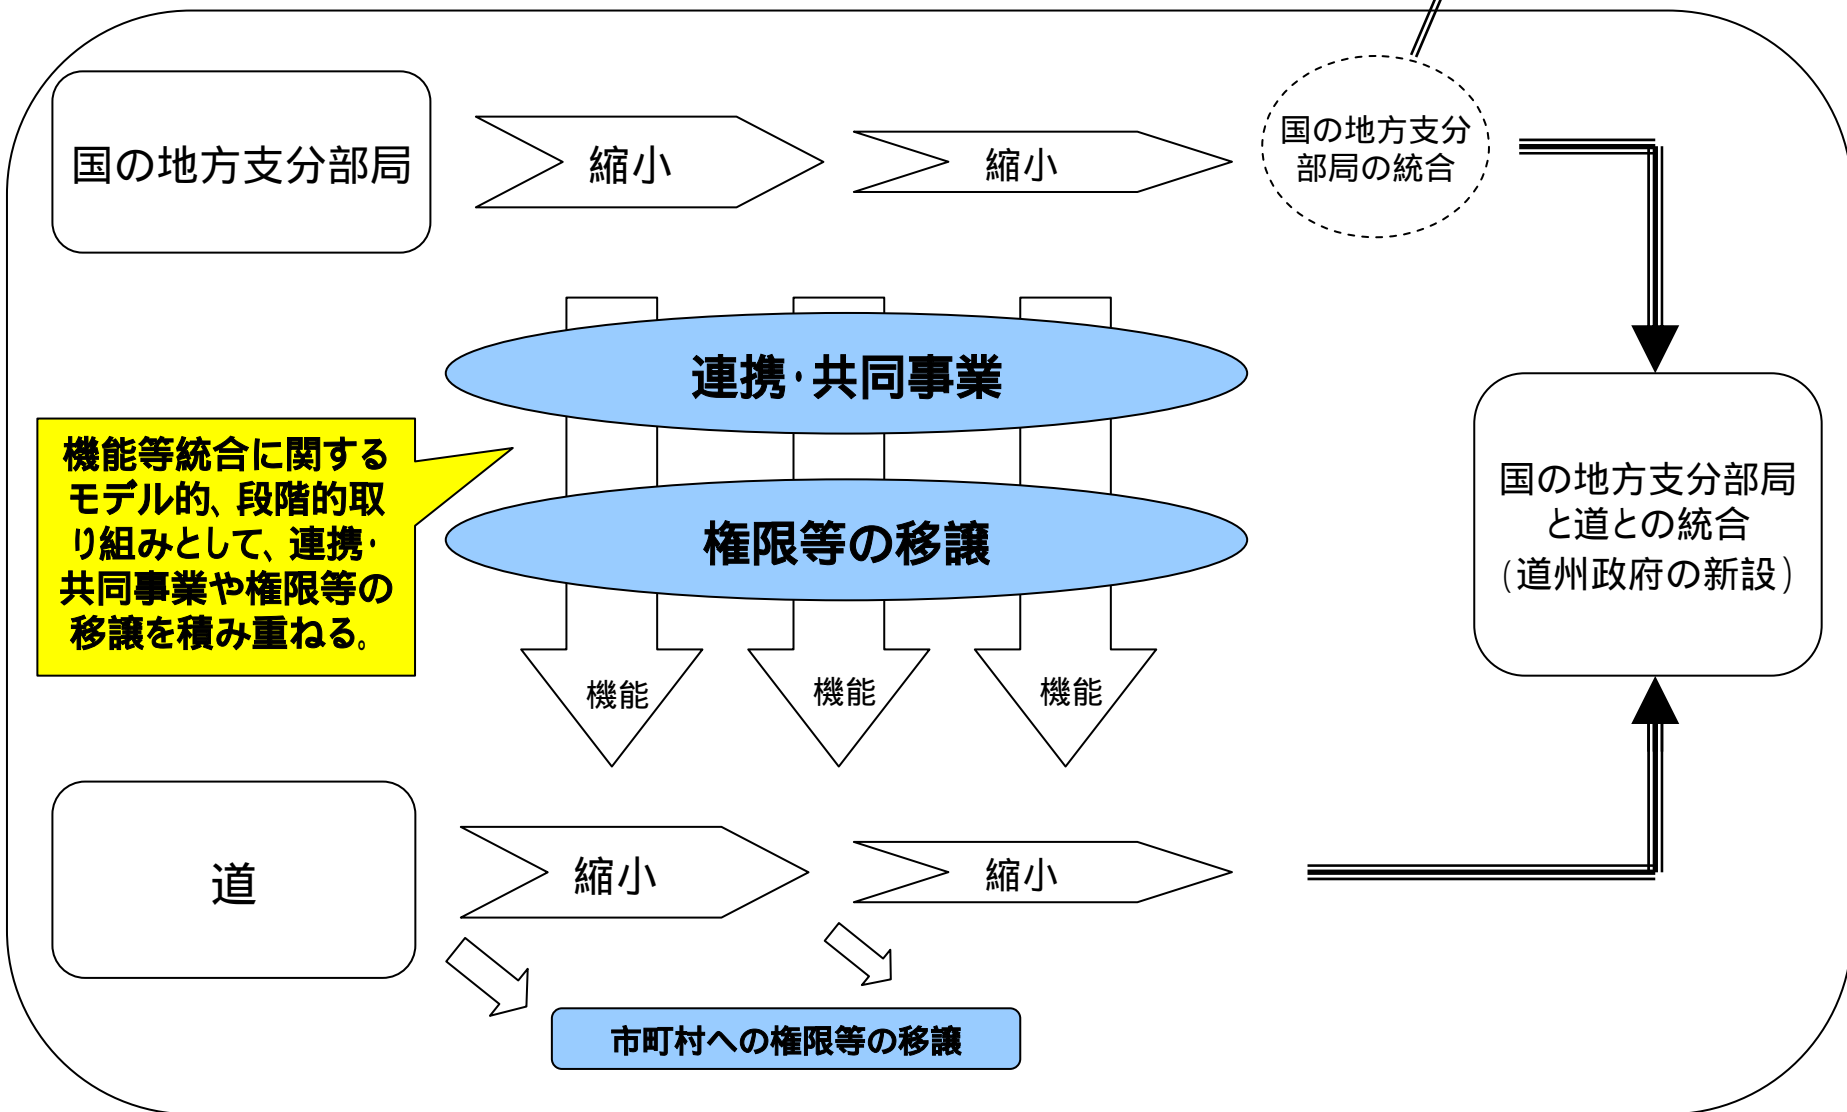 国の地方支分部局
縮小
縮小
国の地方支分
部局の統合
連携・共同事業
機能等統合に関する
モデル的、段階的取
り組みとして、連携・
共同事業や権限等の
移譲を積み重ねる。
権限等の移譲
国の地方支分部局
と道との統合
(道州政府の新設)
機能
機能
機能
道
縮小
縮小
市町村への権限等の移譲